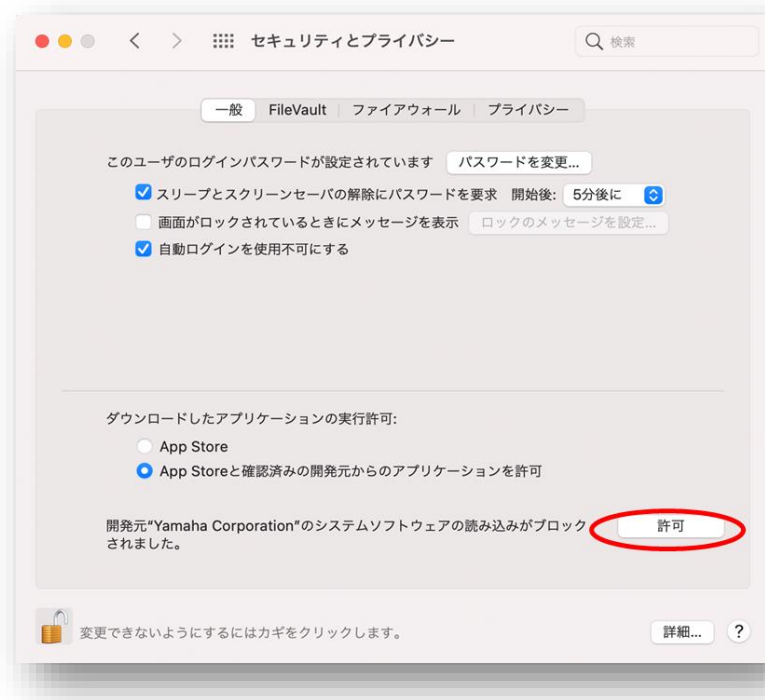 セキュリティとプライバシー
検索
一般 FileVault ファイアウォール プライバシー
このユーザのログインパスワードが設定されています パスワードを変更...
スリープとスクリーンセーバの解除にパスワードを要求 開始後: 5分後に
画面がロックされているときにメッセージを表示 ロックのメッセージを設定...
自動ログインを使用不可にする
ダウンロードしたアプリケーションの実行許可:
App Store
App Storeと確認済みの開発元からのアプリケーションを許可
開発元“Yamaha Corporation”のシステムソフトウェアの読み込みがブロック
されました。
許可
変更できないようにするにはカギをクリックします。
詳細... ?